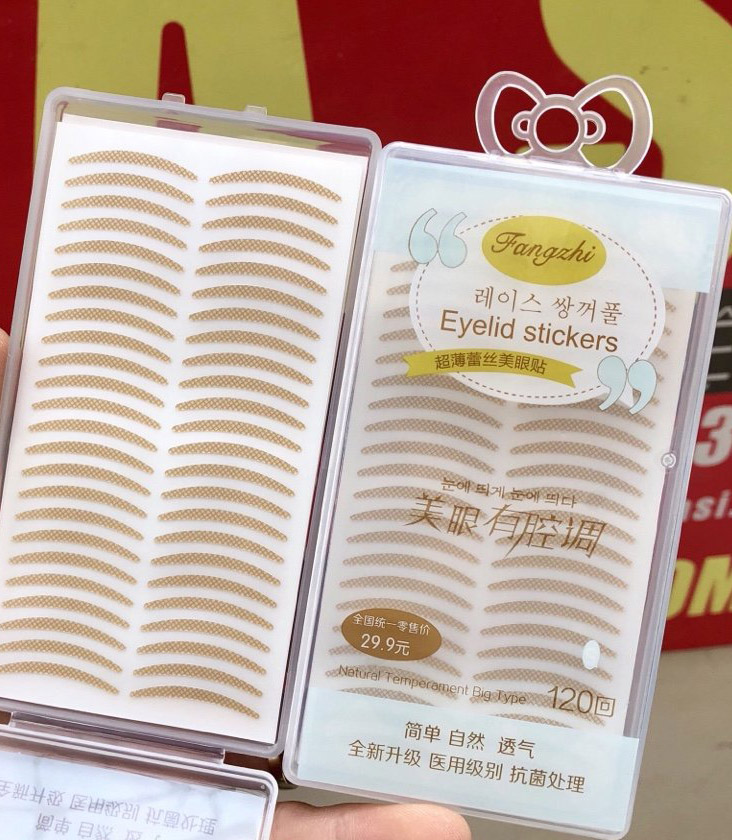 Fangzhi
레이스 쌍꺼풀
Eyelid stickers
超薄蕾丝美眼贴
눈에 띄게 눈에 띄다
美眼有腔调
全国统一零售价
29.9元
Natural Temperament Big Type
120回
简单 自然 透气
全新升级 医用级别 抗菌处理